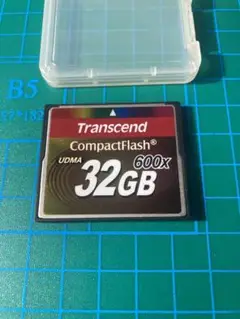 B5
Transcend
CompactFlash®
UDMA
600x
32GB